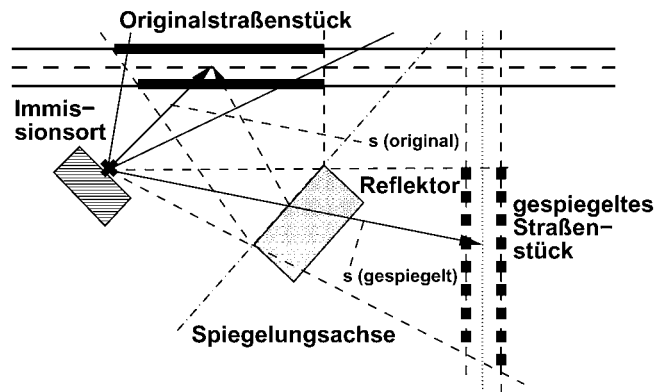 Originalstraßenstück
Immis–
sionsort
s (original)
Reflektor
gespiegeltes
Straßen–
stück
s (gespiegelt)
Spiegelungsachse